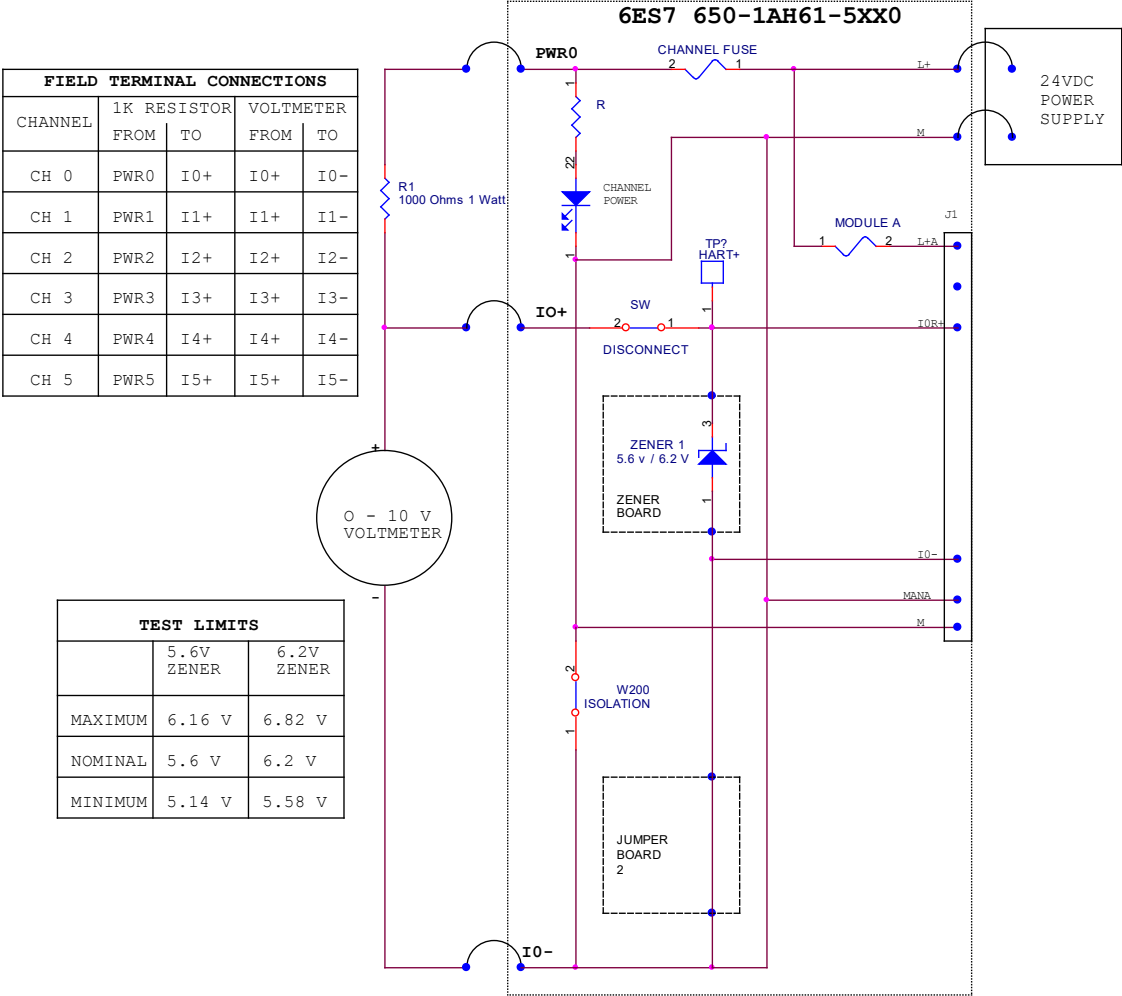 6ES7 650-1AH61-5XX0
PWR0
CHANNEL FUSE
2
1
L+
24VDC
POWER
SUPPLY
M
FIELD TERMINAL CONNECTIONS
CHANNEL
1K RESISTOR
VOLTMETER
FROM
TO
FROM
TO
CH 0 PWR0 I0+ I0+ I0-
CH 1 PWR1 I1+ I1+ I1-
CH 2 PWR2 I2+ I2+ I2-
CH 3 PWR3 I3+ I3+ I3-
CH 4 PWR4 I4+ I4+ I4-
CH 5 PWR5 I5+ I5+ I5-
1
R
22
R1
1000 Ohms 1 Watt
CHANNEL
POWER
1
MODULE A
1
2
J1
L+A
TP?
HART+
1
IO+
SW
2
1
DISCONNECT
I0R+
3
ZENER 1
5.6 v / 6.2 V
1
ZENER
BOARD
+
O - 10 V
VOLTMETER
-
I0-
MANA
M
TEST LIMITS
5.6V
ZENER
6.2V
ZENER
MAXIMUM 6.16 V 6.82 V
NOMINAL 5.6 V 6.2 V
MINIMUM 5.14 V 5.58 V
2
W200
ISOLATION
1
JUMPER
BOARD
2
I0-